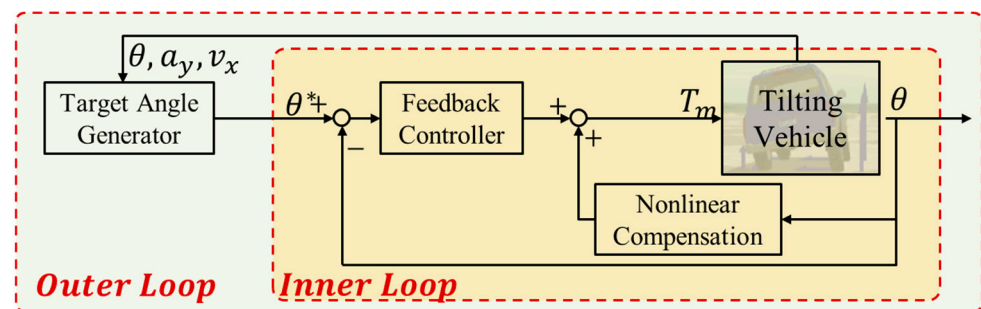 θ, a_y, v_x
Target Angle
Generator
θ*
+
−
Feedback
Controller
+
+
T_m
Tilting
Vehicle
θ
Nonlinear
Compensation
Outer Loop
Inner Loop